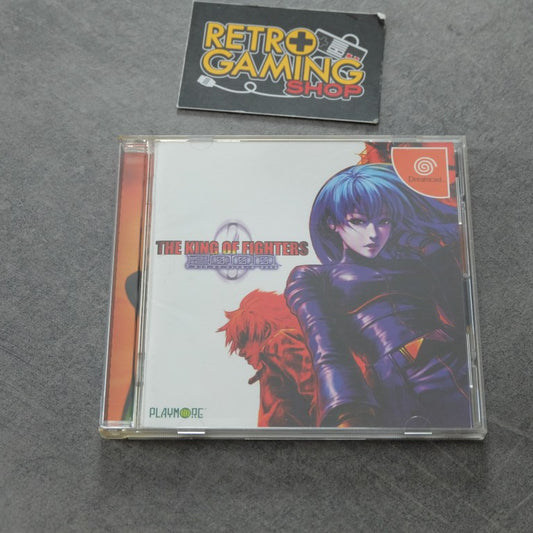 RETRO
GAMING
SHOP
Dreamcast
THE KING OF FIGHTERS
PLAYMORE